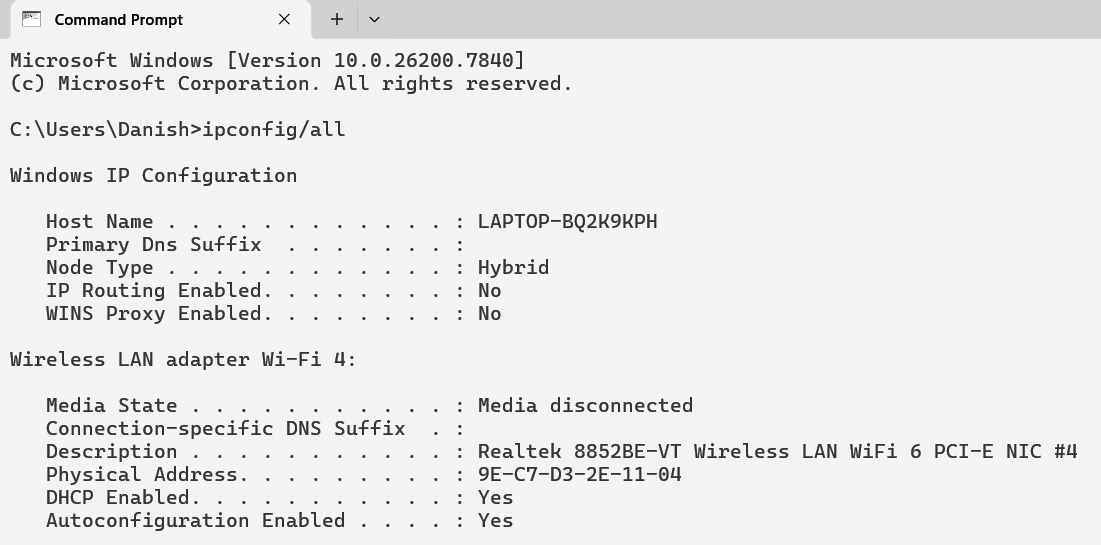 Command Prompt
Microsoft Windows [Version 10.0.26200.7840]
(c) Microsoft Corporation. All rights reserved.
C:\Users\Danish>ipconfig/all
Windows IP Configuration
   Host Name . . . . . . . . . . . . : LAPTOP-BQ2K9KPH
   Primary Dns Suffix  . . . . . . . :
   Node Type . . . . . . . . . . . . : Hybrid
   IP Routing Enabled. . . . . . . . : No
   WINS Proxy Enabled. . . . . . . . : No
Wireless LAN adapter Wi-Fi 4:
   Media State . . . . . . . . . . . : Media disconnected
   Connection-specific DNS Suffix  . :
   Description . . . . . . . . . . . : Realtek 8852BE-VT Wireless LAN WiFi 6 PCI-E NIC #4
   Physical Address. . . . . . . . . : 9E-C7-D3-2E-11-04
   DHCP Enabled. . . . . . . . . . . : Yes
   Autoconfiguration Enabled . . . . : Yes